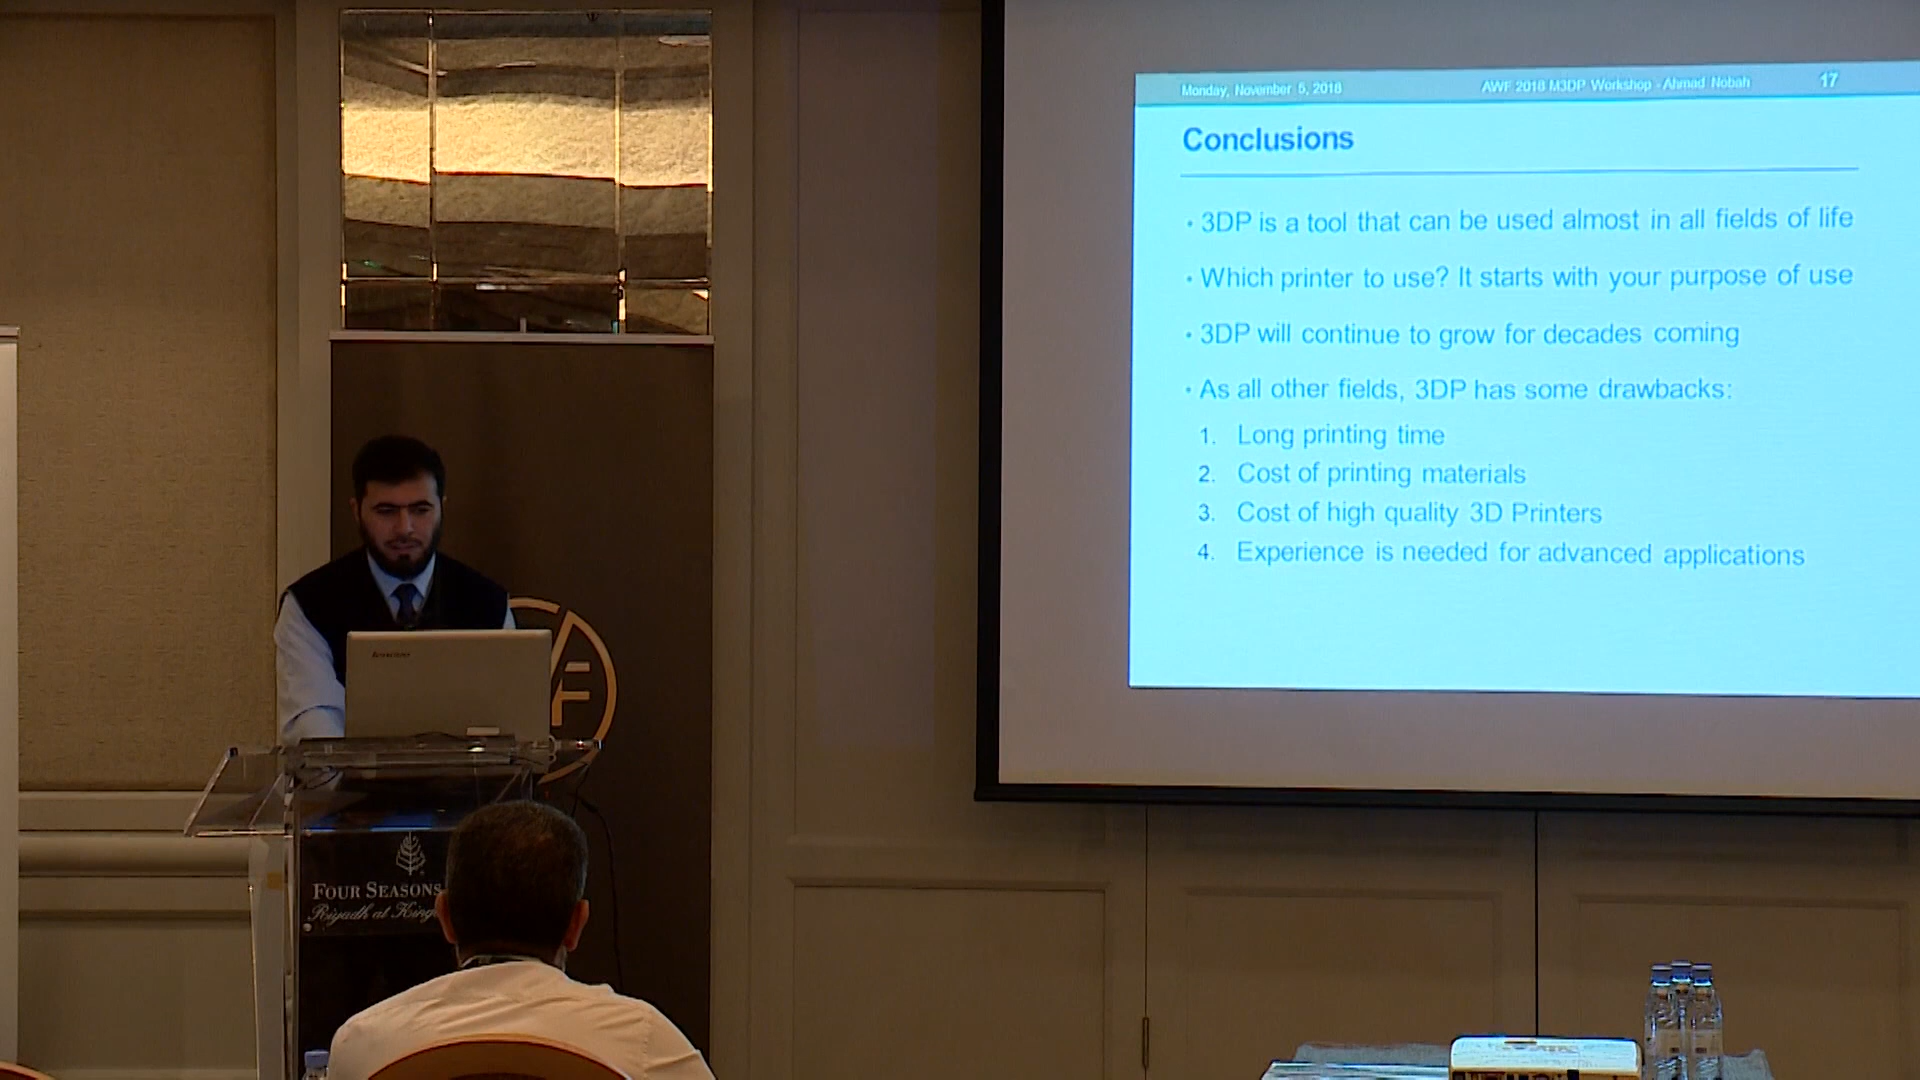 Monday, November 5, 2018 AWF 2018 M3DP Workshop - Ahmad Nobah 17
Conclusions
• 3DP is a tool that can be used almost in all fields of life
• Which printer to use? It starts with your purpose of use
• 3DP will continue to grow for decades coming
• As all other fields, 3DP has some drawbacks:
1. Long printing time
2. Cost of printing materials
3. Cost of high quality 3D Printers
4. Experience is needed for advanced applications
lenovo
F
FOUR SEASONS
Riyadh at King